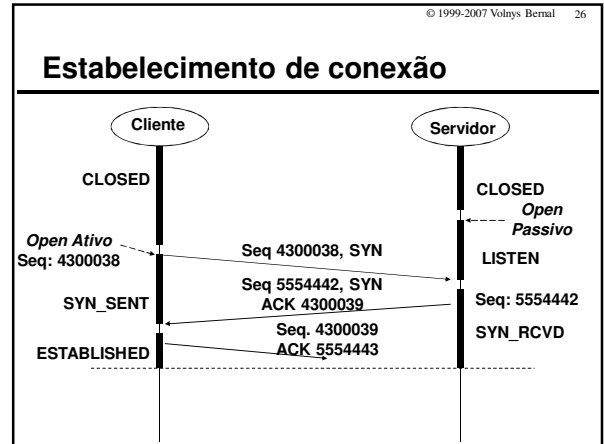 © 1999-2007 Volnys Bernal 26
Estabelecimento de conexão
Cliente
Servidor
CLOSED
CLOSED
Open
Passivo
Open Ativo
Seq: 4300038
Seq 4300038, SYN
LISTEN
Seq 5554442, SYN
ACK 4300039
SYN_SENT
Seq: 5554442
Seq. 4300039
ACK 5554443
SYN_RCVD
ESTABLISHED